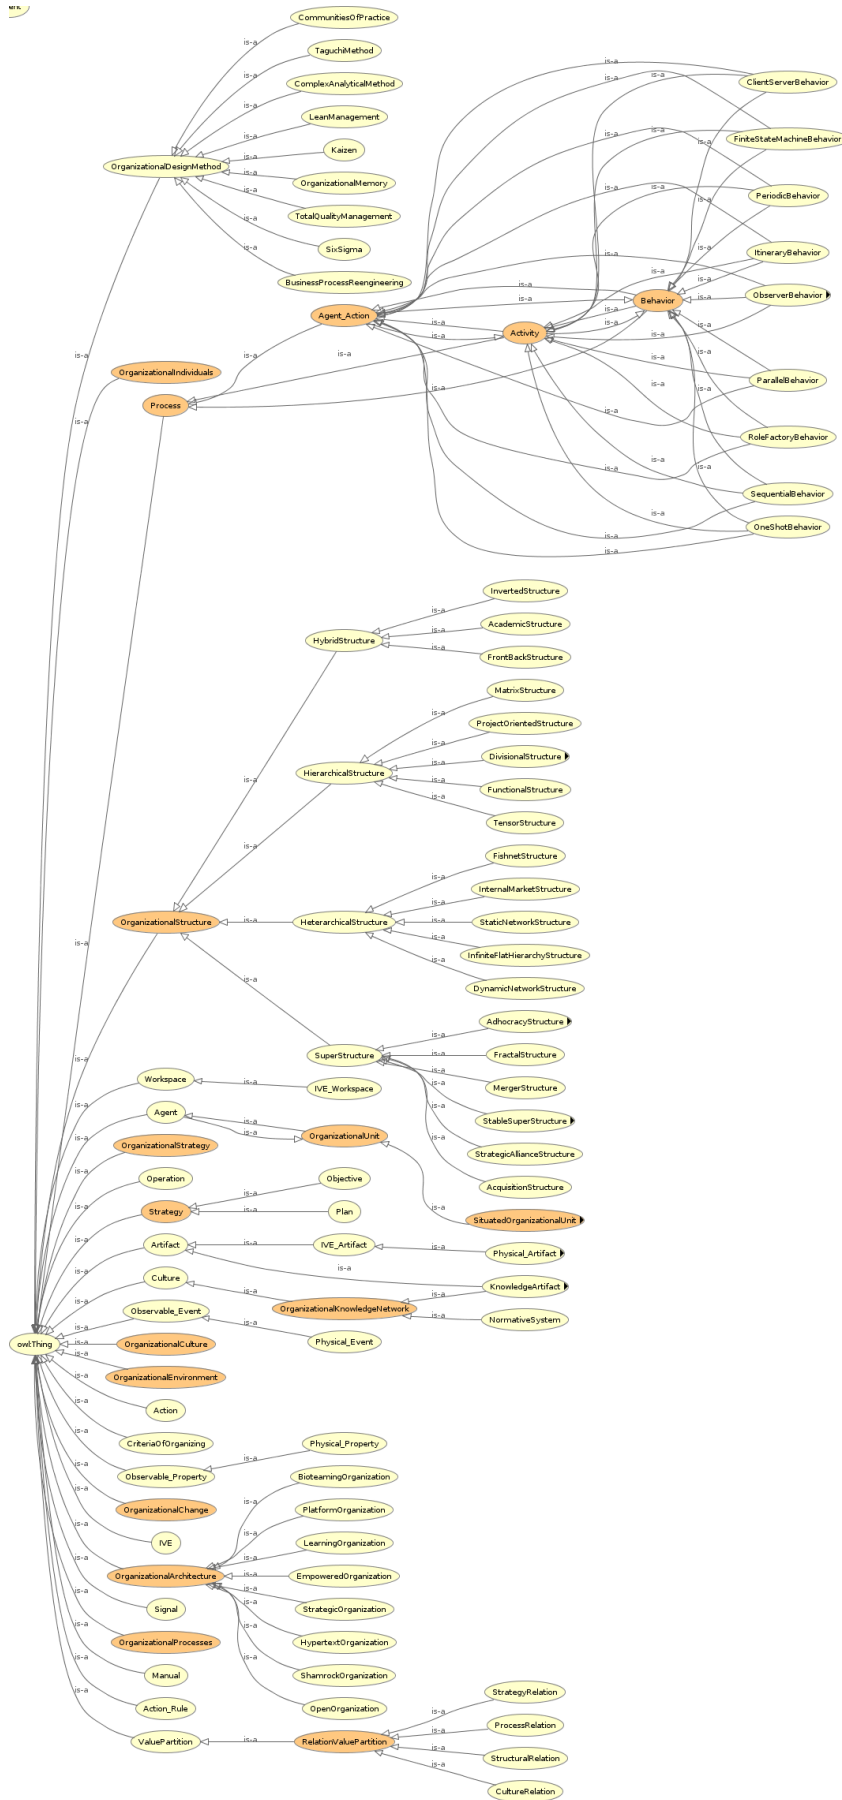 CommunitiesOfPractice
TaguchiMethod
ComplexAnalyticalMethod
LeanManagement
Kaizen
OrganizationalMemory
TotalQualityManagement
SixSigma
BusinessProcessReengineering
OrganizationalDesignMethod
ClientServerBehavior
FiniteStateMachineBehavior
PeriodicBehavior
ItineraryBehavior
ObserverBehavior
ParallelBehavior
RoleFactoryBehavior
SequentialBehavior
OneShotBehavior
Behavior
Activity
Agent_Action
OrganizationalIndividuals
Process
InvertedStructure
AcademicStructure
FrontBackStructure
HybridStructure
MatrixStructure
ProjectOrientedStructure
DivisionalStructure
FunctionalStructure
TensorStructure
HierarchicalStructure
FishnetStructure
InternalMarketStructure
StaticNetworkStructure
InfiniteFlatHierarchyStructure
DynamicNetworkStructure
HeterarchicalStructure
OrganizationalStructure
AdhocracyStructure
FractalStructure
MergerStructure
StableSuperStructure
StrategicAllianceStructure
AcquisitionStructure
SuperStructure
Workspace
IVE_Workspace
Agent
OrganizationalUnit
SituatedOrganizationalUnit
OrganizationalStrategy
Operation
Strategy
Objective
Plan
Artifact
IVE_Artifact
Physical_Artifact
KnowledgeArtifact
Culture
OrganizationalKnowledgeNetwork
NormativeSystem
Observable_Event
Physical_Event
owl:Thing
OrganizationalCulture
OrganizationalEnvironment
Action
CriteriaOfOrganizing
Observable_Property
Physical_Property
OrganizationalChange
IVE
OrganizationalArchitecture
BioteamingOrganization
PlatformOrganization
LearningOrganization
EmpoweredOrganization
StrategicOrganization
HypertextOrganization
ShamrockOrganization
OpenOrganization
Signal
OrganizationalProcesses
Manual
Action_Rule
ValuePartition
RelationValuePartition
StrategyRelation
ProcessRelation
StructuralRelation
CultureRelation
is-a